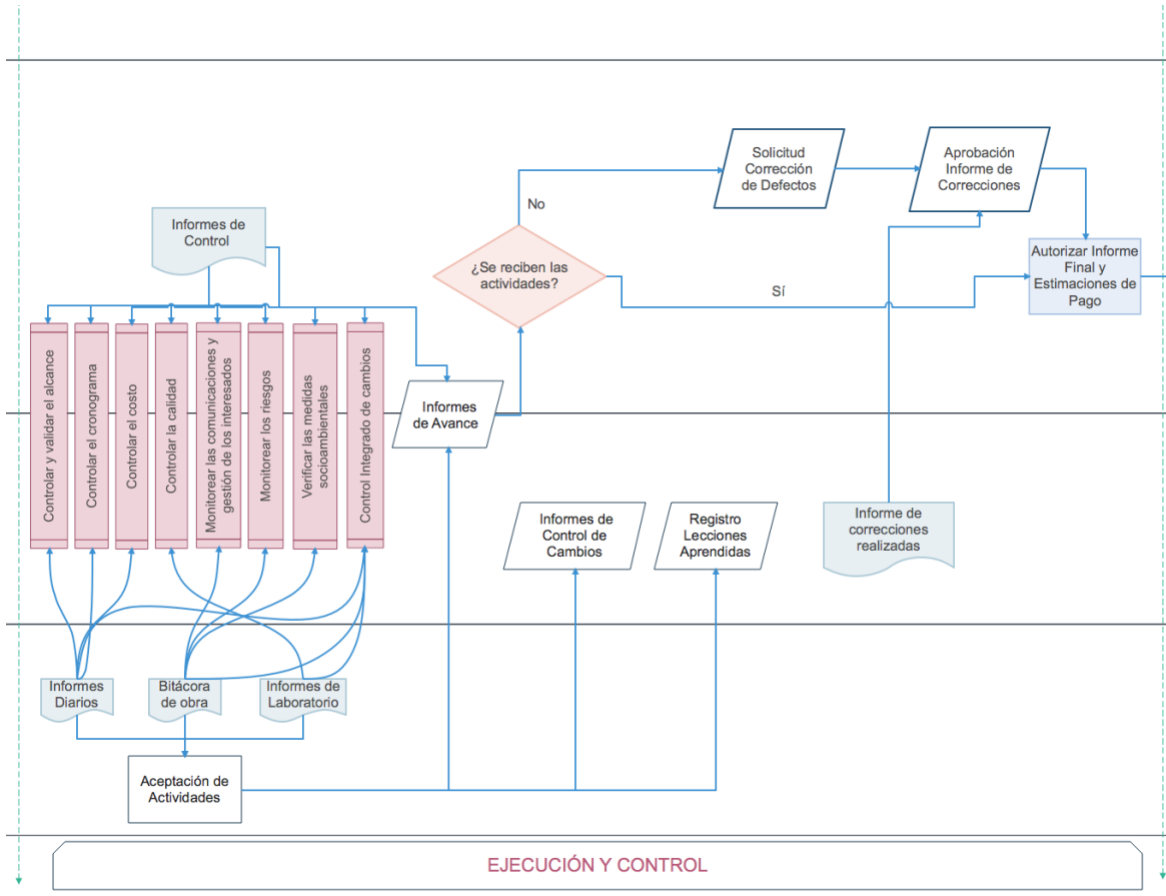 Solicitud
Corrección
de Defectos
Aprobación
Informe de
Correcciones
No
Informes de
Control
¿Se reciben las
actividades?
Autorizar Informe
Final y
Estimaciones de
Pago
Sí
Controlar y validar el alcance
Controlar el cronograma
Controlar el costo
Controlar la calidad
Monitorear las comunicaciones y
gestión de los interesados
Monitorear los riesgos
Verificar las medidas
socioambientales
Control Integrado de cambios
Informes
de Avance
Informes de
Control de
Cambios
Registro
Lecciones
Aprendidas
Informe de
correcciones
realizadas
Informes
Diarios
Bitácora
de obra
Informes de
Laboratorio
Aceptación de
Actividades
EJECUCIÓN Y CONTROL